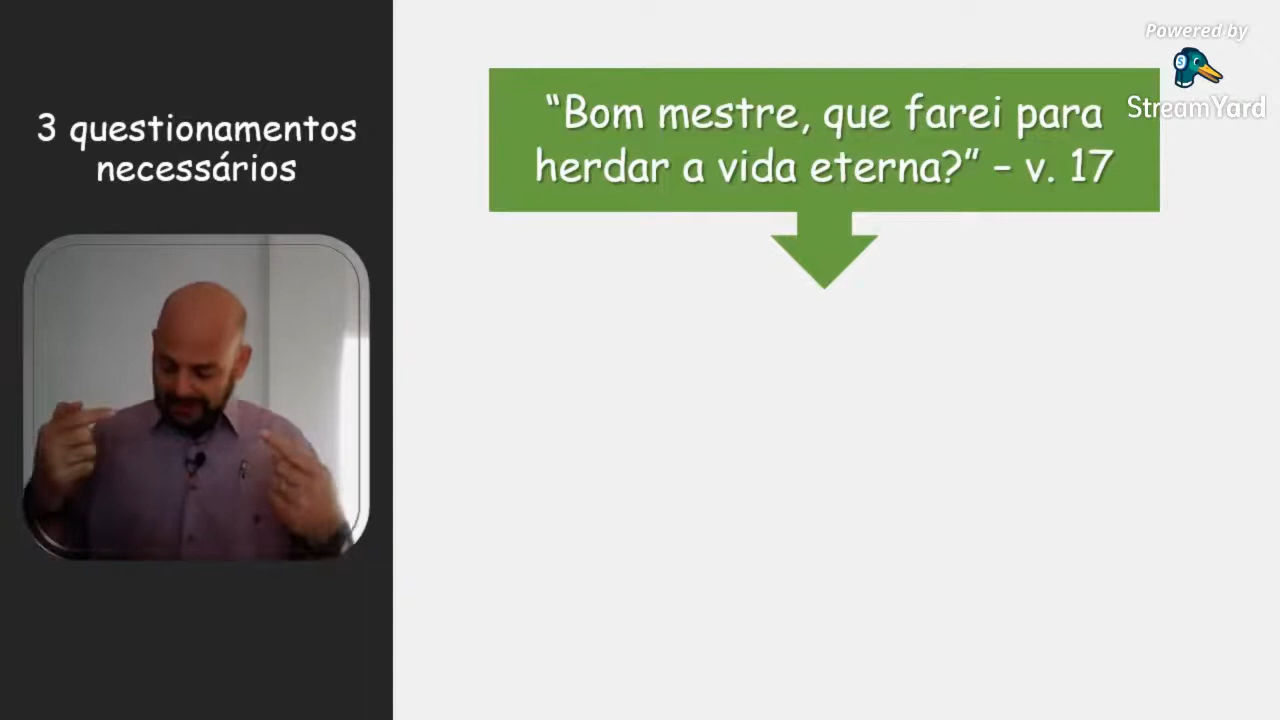 3 questionamentos
necessários
“Bom mestre, que farei para
herdar a vida eterna?” – v. 17
Powered by
StreamYard